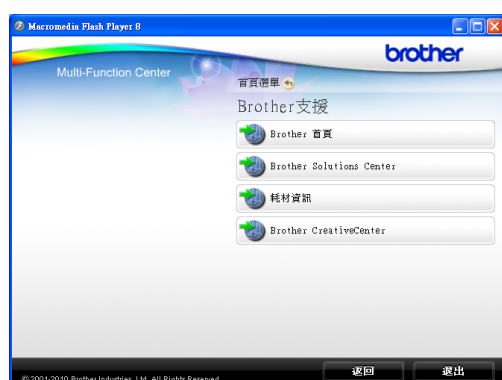 Macromedia Flash Player 8
brother
Multi-Function Center
首頁選單
Brother支援
Brother 首頁
Brother Solutions Center
耗材資訊
Brother CreativeCenter
返回
退出
© 2001-2010 Brother Industries, Ltd. All Rights Reserved.